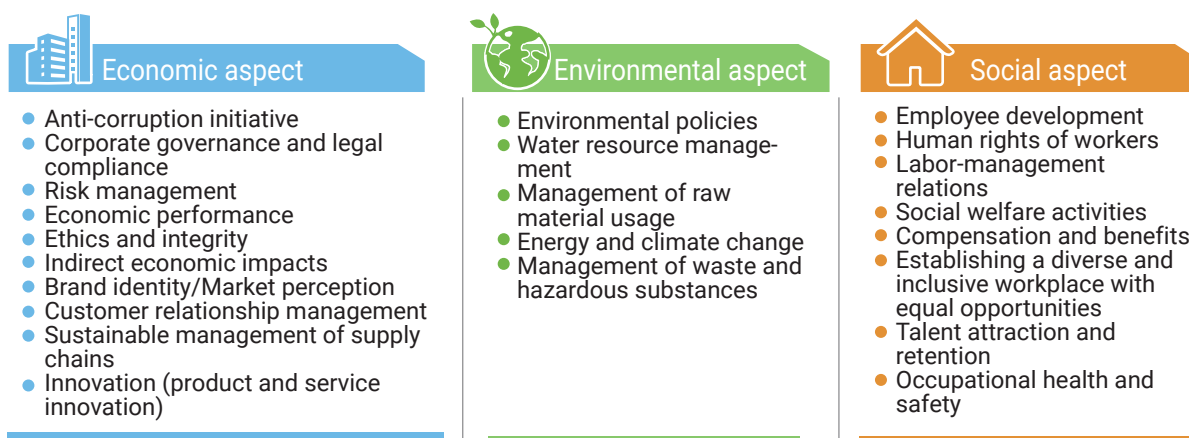 Economic aspect
Anti-corruption initiative
Corporate governance and legal
compliance
Risk management
Economic performance
Ethics and integrity
Indirect economic impacts
Brand identity/Market perception
Customer relationship management
Sustainable management of supply
chains
Innovation (product and service
innovation)
Environmental aspect
Environmental policies
Water resource manage-
ment
Management of raw
material usage
Energy and climate change
Management of waste and
hazardous substances
Social aspect
Employee development
Human rights of workers
Labor-management
relations
Social welfare activities
Compensation and benefits
Establishing a diverse and
inclusive workplace with
equal opportunities
Talent attraction and
retention
Occupational health and
safety